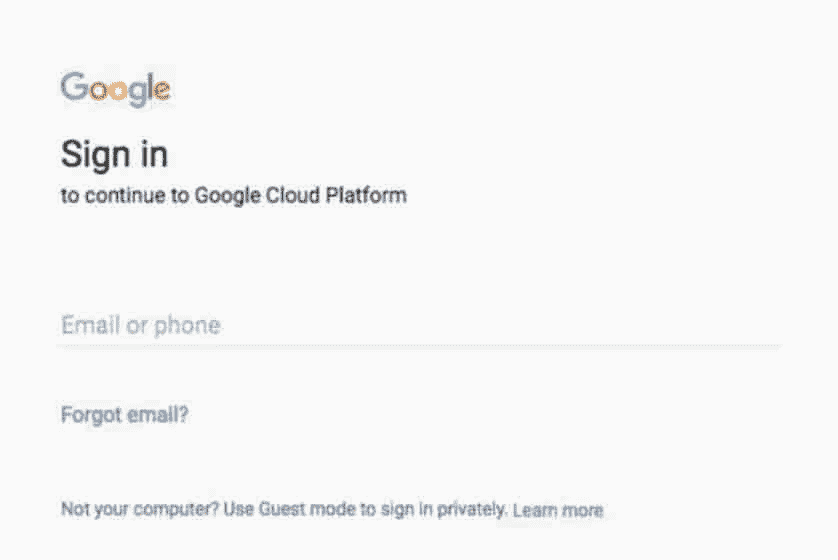 Google
Sign in
to continue to Google Cloud Platform
Email or phone
Forgot email?
Not your computer? Use Guest mode to sign in privately. Learn more